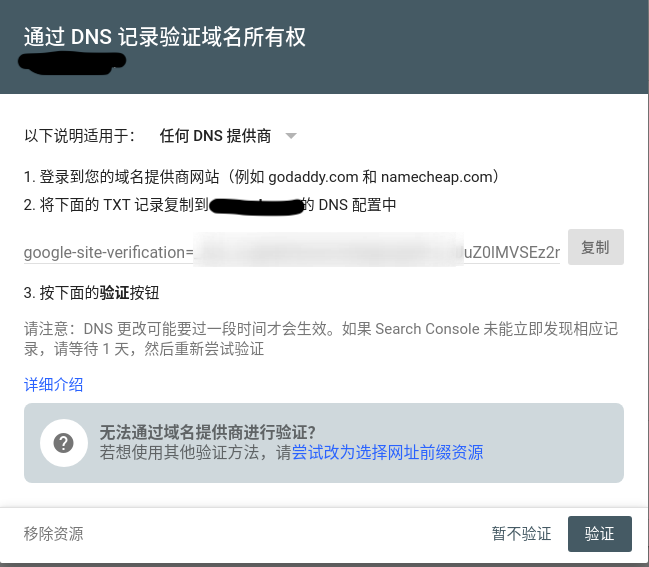 通过 DNS 记录验证域名所有权
以下说明适用于： 任何 DNS 提供商
1. 登录到您的域名提供商网站（例如 godaddy.com 和 namecheap.com）
2. 将下面的 TXT 记录复制到 的 DNS 配置中
google-site-verification= uZ0lMVSEz2r 复制
3. 按下面的验证按钮
请注意：DNS 更改可能要过一段时间才会生效。如果 Search Console 未能立即发现相应记
录，请等待 1 天，然后重新尝试验证
详细介绍
无法通过域名提供商进行验证？
若想使用其他验证方法，请尝试改为选择网址前缀资源
移除资源 暂不验证 验证